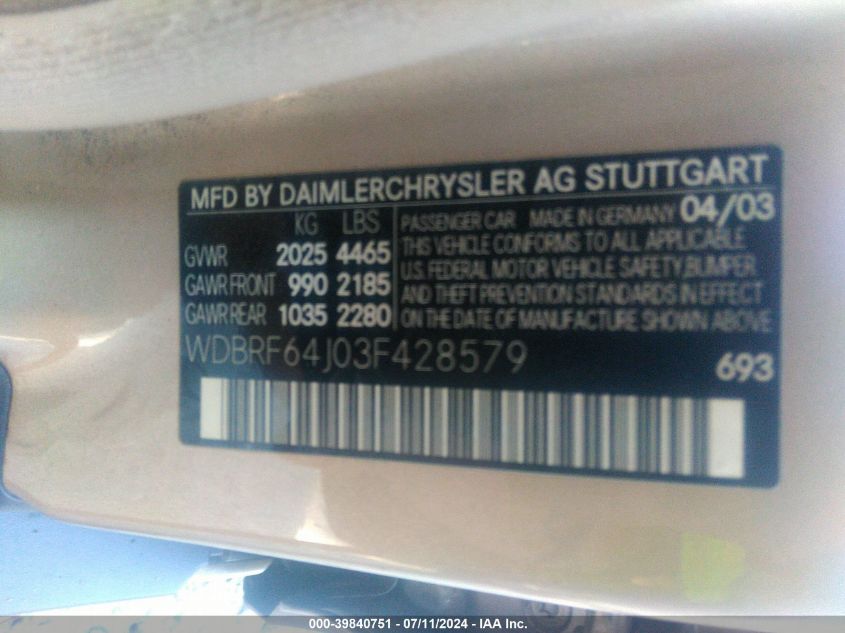 MFD BY DAIMLERCHRYSLER AG STUTTGART
KG LBS
GVWR 2025 4465
GAWR FRONT 990 2185
GAWR REAR 1035 2280
PASSENGER CAR MADE IN GERMANY 04/03
THIS VEHICLE CONFORMS TO ALL APPLICABLE
U.S. FEDERAL MOTOR VEHICLE SAFETY, BUMPER
AND THEFT PREVENTION STANDARDS IN EFFECT
ON THE DATE OF MANUFACTURE SHOWN ABOVE
WDBRF64J03F428579
693
000-39840751 - 07/11/2024 - IAA Inc.